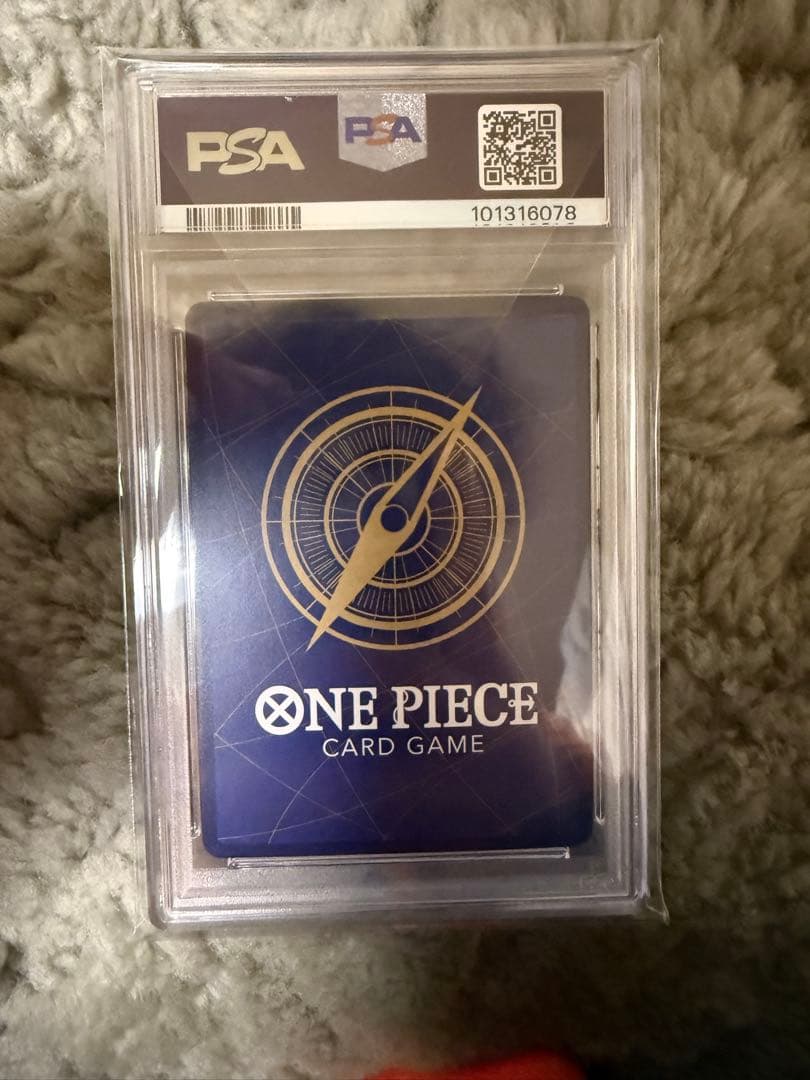 PSA
PSA
101316078
ONE PIECE
CARD GAME